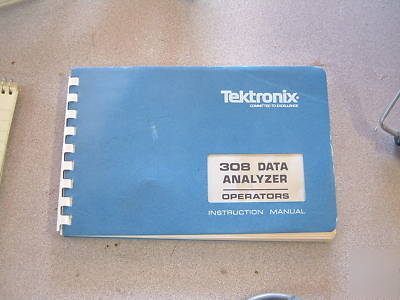 Tektronix
COMMITTED TO EXCELLENCE
308 DATA
ANALYZER
OPERATORS
INSTRUCTION MANUAL